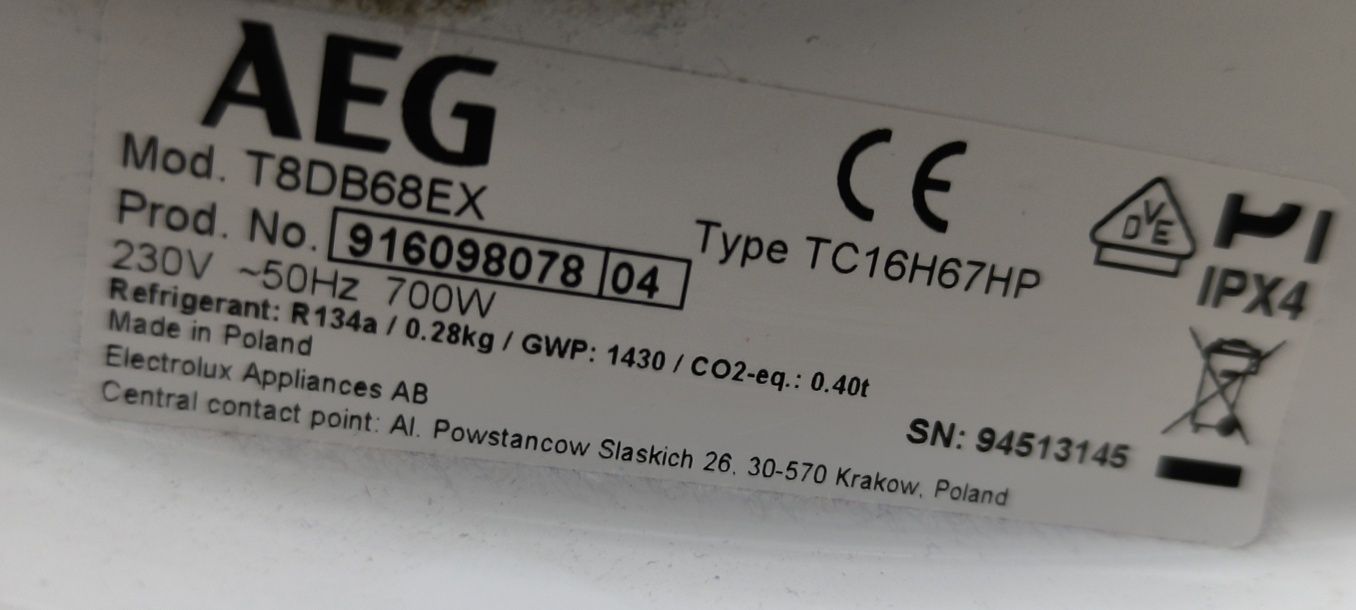 AEG
Mod. T8DB68EX
Prod. No. 916098078 04
Type TC16H67HP
230V ~50Hz 700W
Refrigerant: R134a / 0.28kg / GWP: 1430 / CO2-eq.: 0.40t
Made in Poland
Electrolux Appliances AB
Central contact point: Al. Powstancow Slaskich 26, 30-570 Krakow, Poland
SN: 94513145
CE
DVE
IPX4